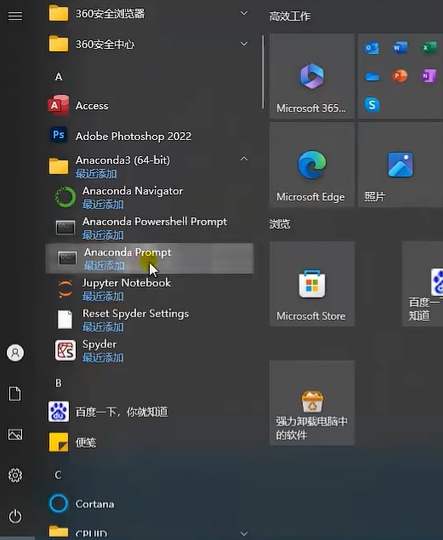 360安全浏览器
360安全中心
A
Access
Adobe Photoshop 2022
Anaconda3 (64-bit)
最近添加
Anaconda Navigator
最近添加
Anaconda Powershell Prompt
最近添加
Anaconda Prompt
最近添加
Jupyter Notebook
最近添加
Reset Spyder Settings
最近添加
Spyder
最近添加
B
百度一下，你就知道
便笺
C
Cortana
CPUID
高效工作
Microsoft 365...
Microsoft Edge
照片
浏览
Microsoft Store
百度一
知道
强力卸载电脑中
的软件